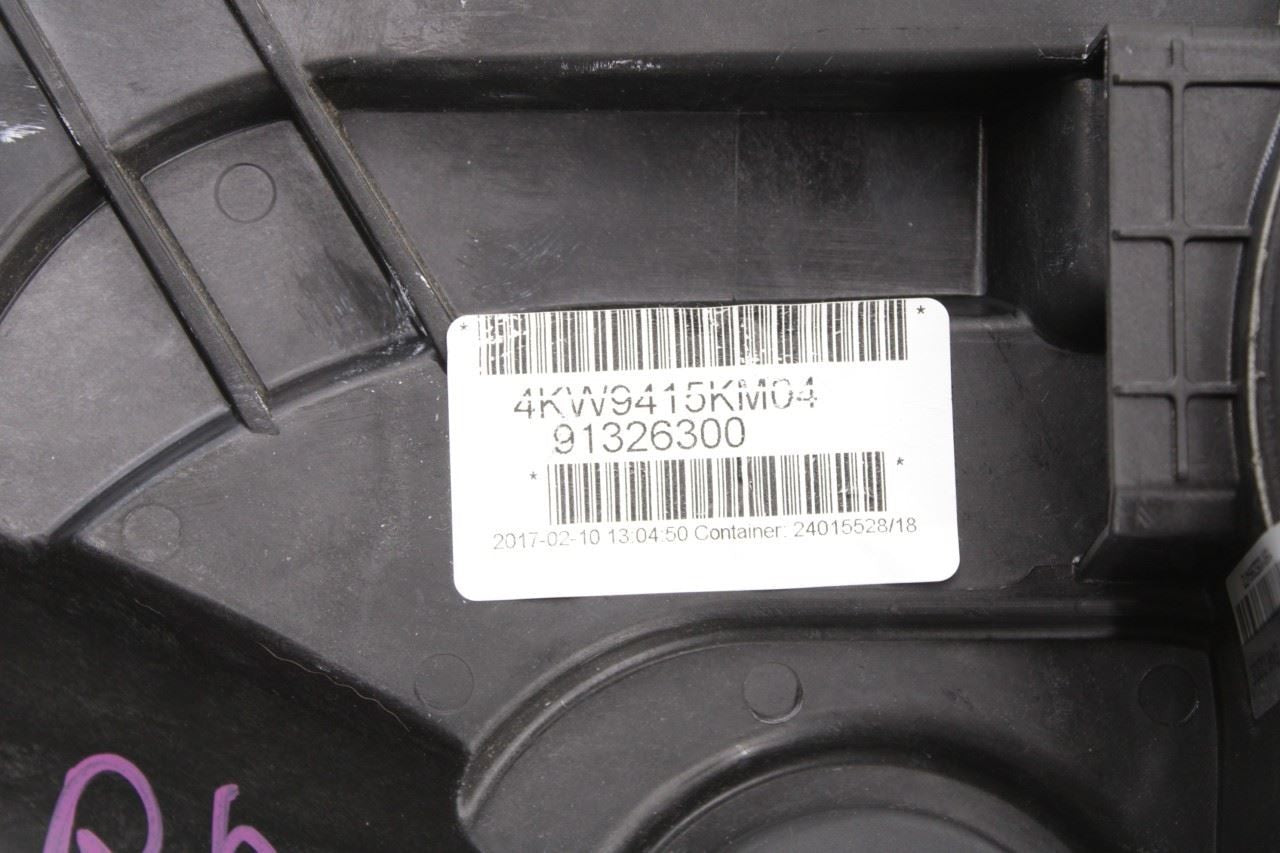 * *
4KW9415KM04
91326300
* *
2017-02-10 13:04:50 Container: 24015528/18